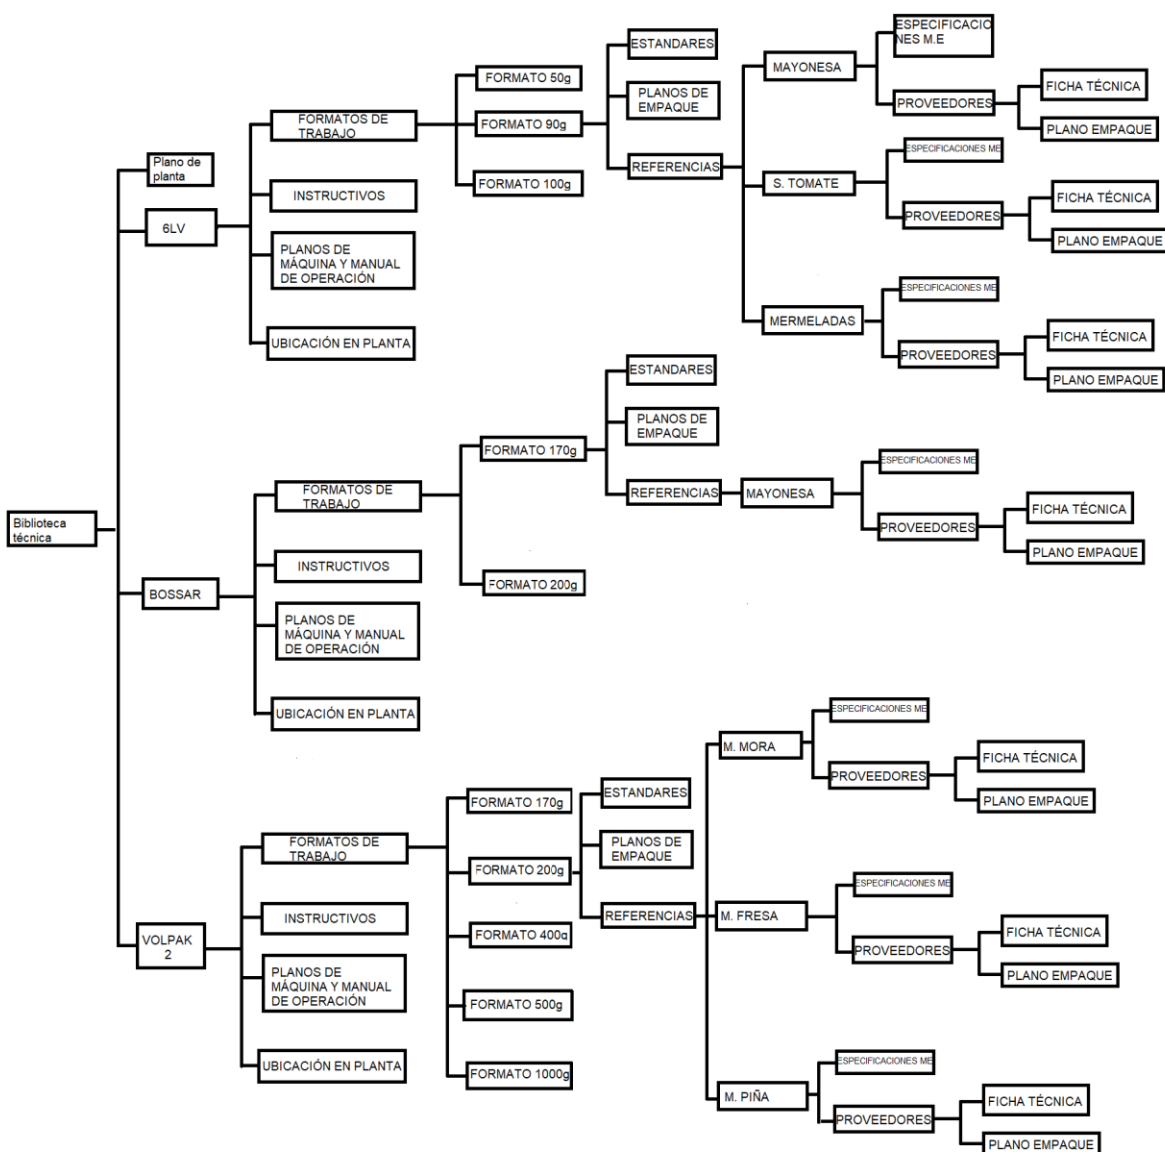 Biblioteca
técnica
Plano de
planta
6LV
FORMATOS DE
TRABAJO
FORMATO 50g
FORMATO 90g
ESTANDARES
PLANOS DE
EMPAQUE
REFERENCIAS
MAYONESA
ESPECIFICACIO
NES M.E
PROVEEDORES
FICHA TÉCNICA
PLANO EMPAQUE
S. TOMATE
ESPECIFICACIONES ME
PROVEEDORES
FICHA TÉCNICA
PLANO EMPAQUE
MERMELADAS
ESPECIFICACIONES ME
PROVEEDORES
FICHA TÉCNICA
PLANO EMPAQUE
FORMATO 100g
INSTRUCTIVOS
PLANOS DE
MÁQUINA Y MANUAL
DE OPERACIÓN
UBICACIÓN EN PLANTA
BOSSAR
FORMATOS DE
TRABAJO
FORMATO 170g
ESTANDARES
PLANOS DE
EMPAQUE
REFERENCIAS
MAYONESA
ESPECIFICACIONES ME
PROVEEDORES
FICHA TÉCNICA
PLANO EMPAQUE
FORMATO 200g
INSTRUCTIVOS
PLANOS DE
MÁQUINA Y MANUAL
DE OPERACIÓN
UBICACIÓN EN PLANTA
VOLPAK
2
FORMATOS DE
TRABAJO
FORMATO 170g
FORMATO 200g
ESTANDARES
PLANOS DE
EMPAQUE
REFERENCIAS
M. MORA
ESPECIFICACIONES ME
PROVEEDORES
FICHA TÉCNICA
PLANO EMPAQUE
M. FRESA
ESPECIFICACIONES ME
PROVEEDORES
FICHA TÉCNICA
PLANO EMPAQUE
M. PIÑA
ESPECIFICACIONES ME
PROVEEDORES
FICHA TÉCNICA
PLANO EMPAQUE
FORMATO 400g
FORMATO 500g
FORMATO 1000g
INSTRUCTIVOS
PLANOS DE
MÁQUINA Y MANUAL
DE OPERACIÓN
UBICACIÓN EN PLANTA